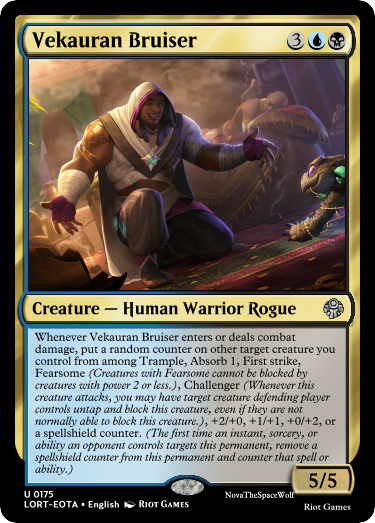 Vekauran Bruiser 3
Creature — Human Warrior Rogue
Whenever Vekauran Bruiser enters or deals combat
damage, put a random counter on other target creature you
control from among Trample, Absorb 1, First strike,
Fearsome (Creatures with Fearsome cannot be blocked by
creatures with power 2 or less.), Challenger (Whenever this
creature attacks, you may have target creature defending player
controls untap and block this creature, even if they are not
normally able to block this creature.), +2/+0, +1/+1, +0/+2, or
a spellshield counter. (The first time an instant, sorcery, or
ability an opponent controls targets this permanent, remove a
spellshield counter from this permanent and counter that spell or
ability.)
5/5
U 0175
LORT-EOTA • English Riot Games
NovaTheSpaceWolf
Riot Games